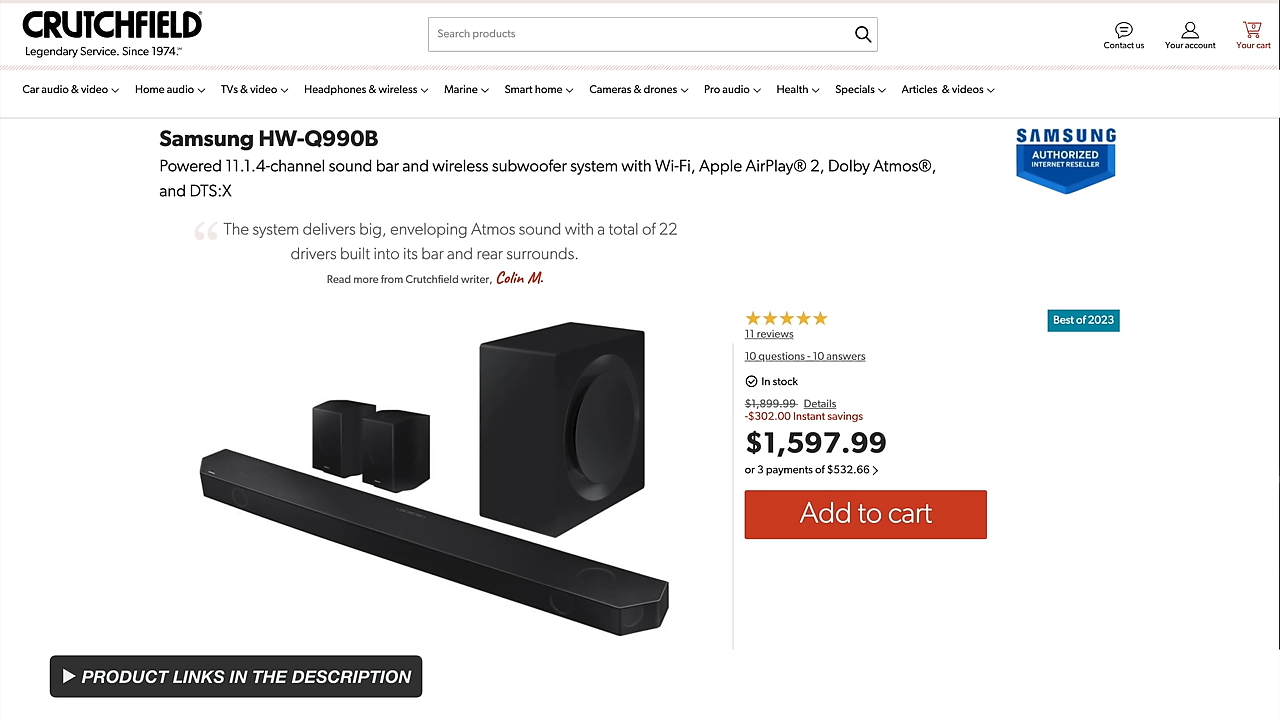 CRUTCHFIELD
Legendary Service. Since 1974.℠
Search products
Contact us
Your account
0
Your cart
Car audio & video
Home audio
TVs & video
Headphones & wireless
Marine
Smart home
Cameras & drones
Pro audio
Health
Specials
Articles & videos
Samsung HW-Q990B
Powered 11.1.4-channel sound bar and wireless subwoofer system with Wi-Fi, Apple AirPlay® 2, Dolby Atmos®,
and DTS:X
SAMSUNG
AUTHORIZED
INTERNET RESELLER
“ The system delivers big, enveloping Atmos sound with a total of 22
drivers built into its bar and rear surrounds.
Read more from Crutchfield writer, Colin M.
11 reviews
Best of 2023
10 questions - 10 answers
In stock
$1,899.99 Details
-$302.00 Instant savings
$1,597.99
or 3 payments of $532.66
Add to cart
PRODUCT LINKS IN THE DESCRIPTION